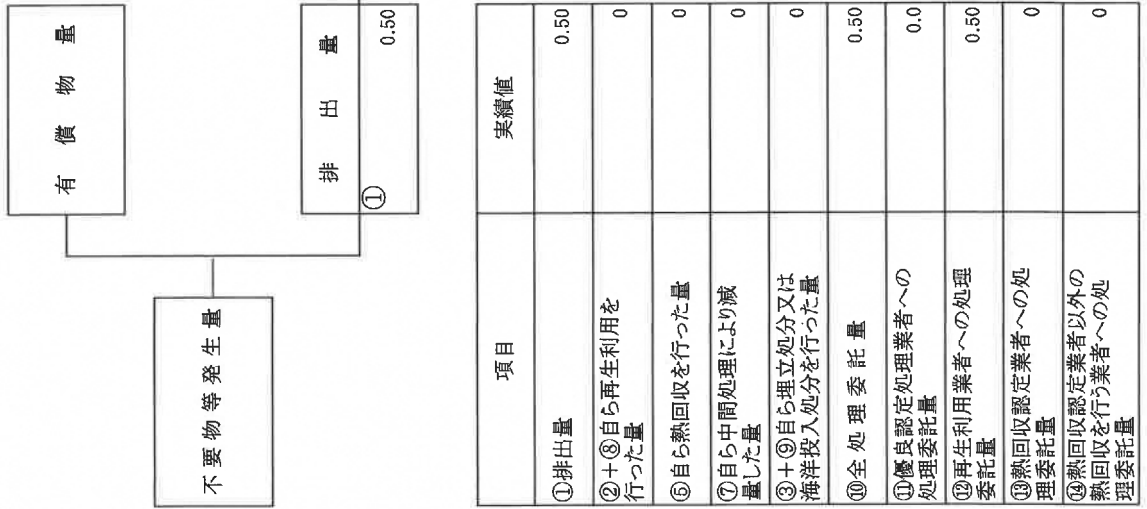 有償物量
不要物等発生量
排出量
①
0.50
項目
実績値
①排出量
0.50
②+⑧自ら再生利用を
行った量
0
⑤自ら熱回収を行った量
0
⑦自ら中間処理により減
量した量
0
③+⑨自ら埋立処分又は
海洋投入処分を行った量
0
⑩全処理委託量
0.50
⑪優良認定処理業者への
処理委託量
0.0
⑫再生利用業者への処理
委託量
0.50
⑬熱回収認定業者への処
理委託量
0
⑭熱回収認定業者以外の
熱回収を行う業者への処
理委託量
0